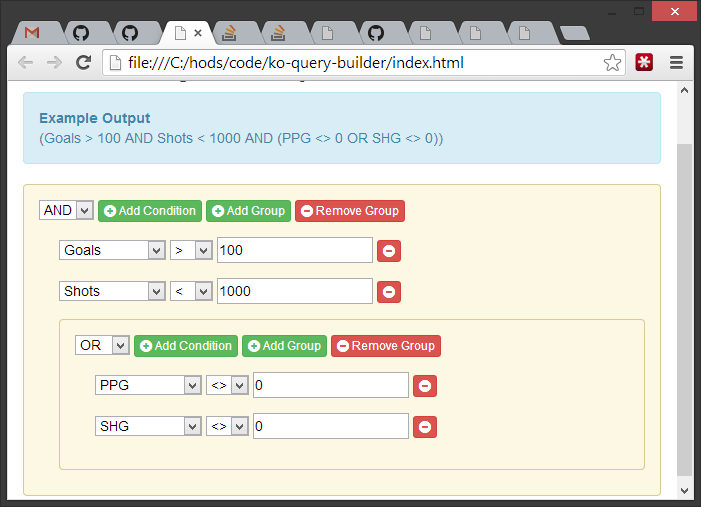 file:///C:/hods/code/ko-query-builder/index.html
Example Output
(Goals > 100 AND Shots < 1000 AND (PPG <> 0 OR SHG <> 0))
AND Add Condition Add Group Remove Group
Goals > 100
Shots < 1000
OR Add Condition Add Group Remove Group
PPG <> 0
SHG <> 0